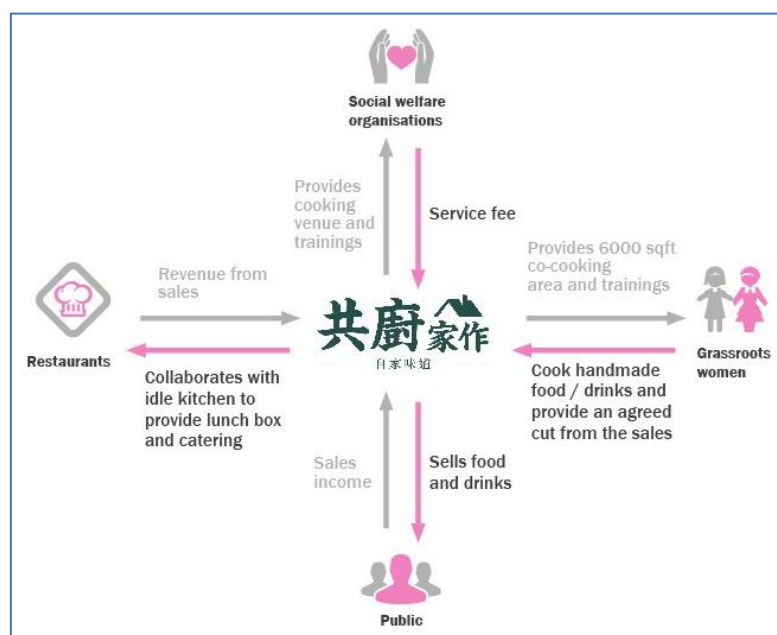 Social welfare
organisations
Provides
cooking
venue and
trainings
Service fee
Revenue from
sales
Provides 6000 sqft
co-cooking
area and trainings
Restaurants
共廚家作
自家味道
Grassroots
women
Collaborates with
idle kitchen to
provide lunch box
and catering
Cook handmade
food / drinks and
provide an agreed
cut from the sales
Sales
income
Sells food
and drinks
Public